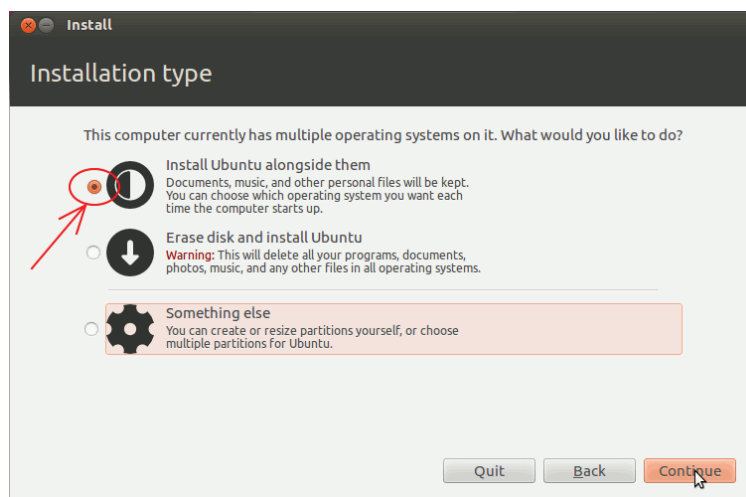 Install
Installation type
This computer currently has multiple operating systems on it. What would you like to do?
Install Ubuntu alongside them
Documents, music, and other personal files will be kept.
You can choose which operating system you want each
time the computer starts up.
Erase disk and install Ubuntu
Warning: This will delete all your programs, documents,
photos, music, and any other files in all operating systems.
Something else
You can create or resize partitions yourself, or choose
multiple partitions for Ubuntu.
Quit
Back
Continue